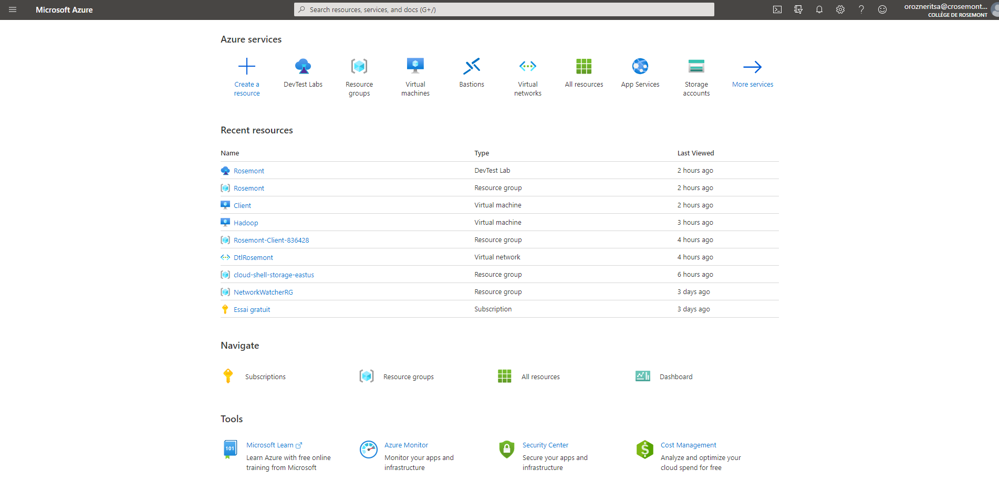 Microsoft Azure
Search resources, services, and docs (G+/)
orozneritsa@crosemont...
COLLÈGE DE ROSEMONT
Azure services
Create a
resource
DevTest Labs
Resource
groups
Virtual
machines
Bastions
Virtual
networks
All resources
App Services
Storage
accounts
More services
Recent resources
Name Type Last Viewed
Rosemont DevTest Lab 2 hours ago
Rosemont Resource group 2 hours ago
Client Virtual machine 2 hours ago
Hadoop Virtual machine 3 hours ago
Rosemont-Client-836428 Resource group 4 hours ago
DtlRosemont Virtual network 4 hours ago
cloud-shell-storage-eastus Resource group 6 hours ago
NetworkWatcherRG Resource group 3 days ago
Essai gratuit Subscription 3 days ago
Navigate
Subscriptions Resource groups All resources Dashboard
Tools
101
Microsoft Learn
Learn Azure with free online
training from Microsoft
Azure Monitor
Monitor your apps and
infrastructure
Security Center
Secure your apps and
infrastructure
$
Cost Management
Analyze and optimize your
cloud spend for free